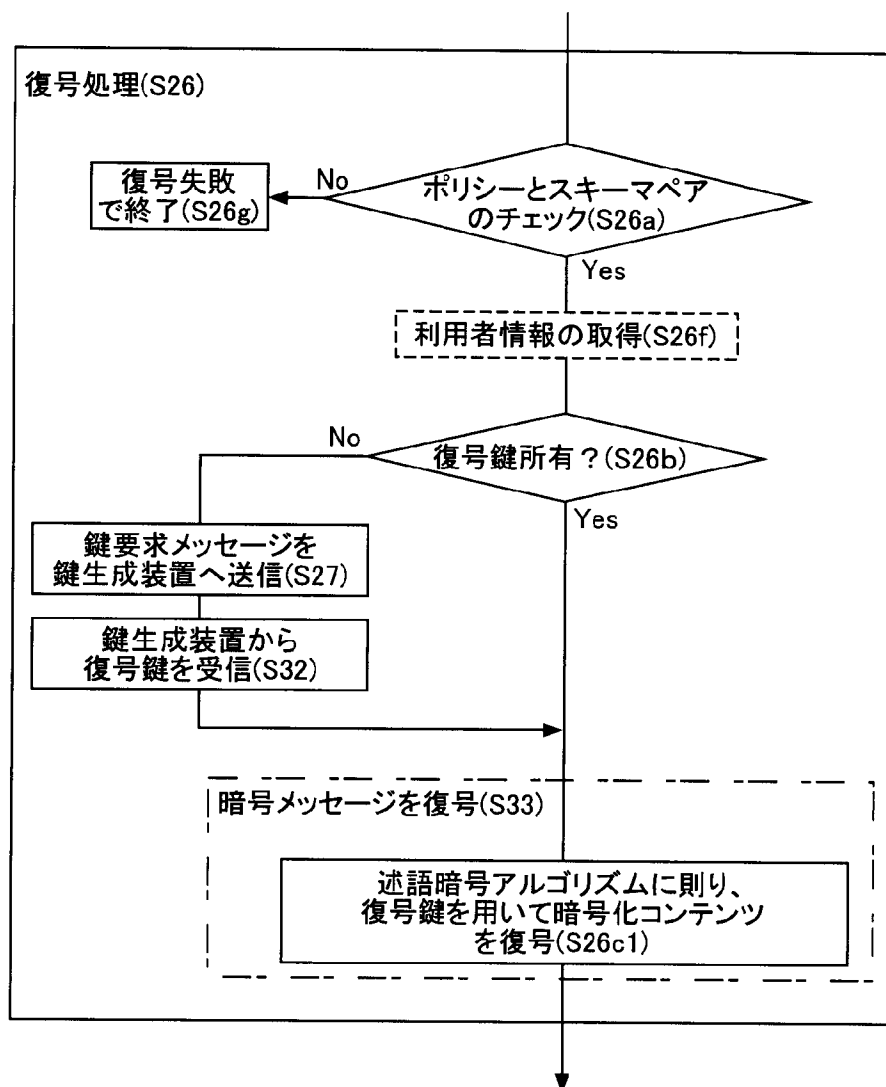 復号処理(S26)
ポリシーとスキーマペア
のチェック(S26a)
No
復号失敗
で終了(S26g)
Yes
利用者情報の取得(S26f)
復号鍵所有？(S26b)
No
Yes
鍵要求メッセージを
鍵生成装置へ送信(S27)
鍵生成装置から
復号鍵を受信(S32)
暗号メッセージを復号(S33)
述語暗号アルゴリズムに則り、
復号鍵を用いて暗号化コンテンツ
を復号(S26c1)